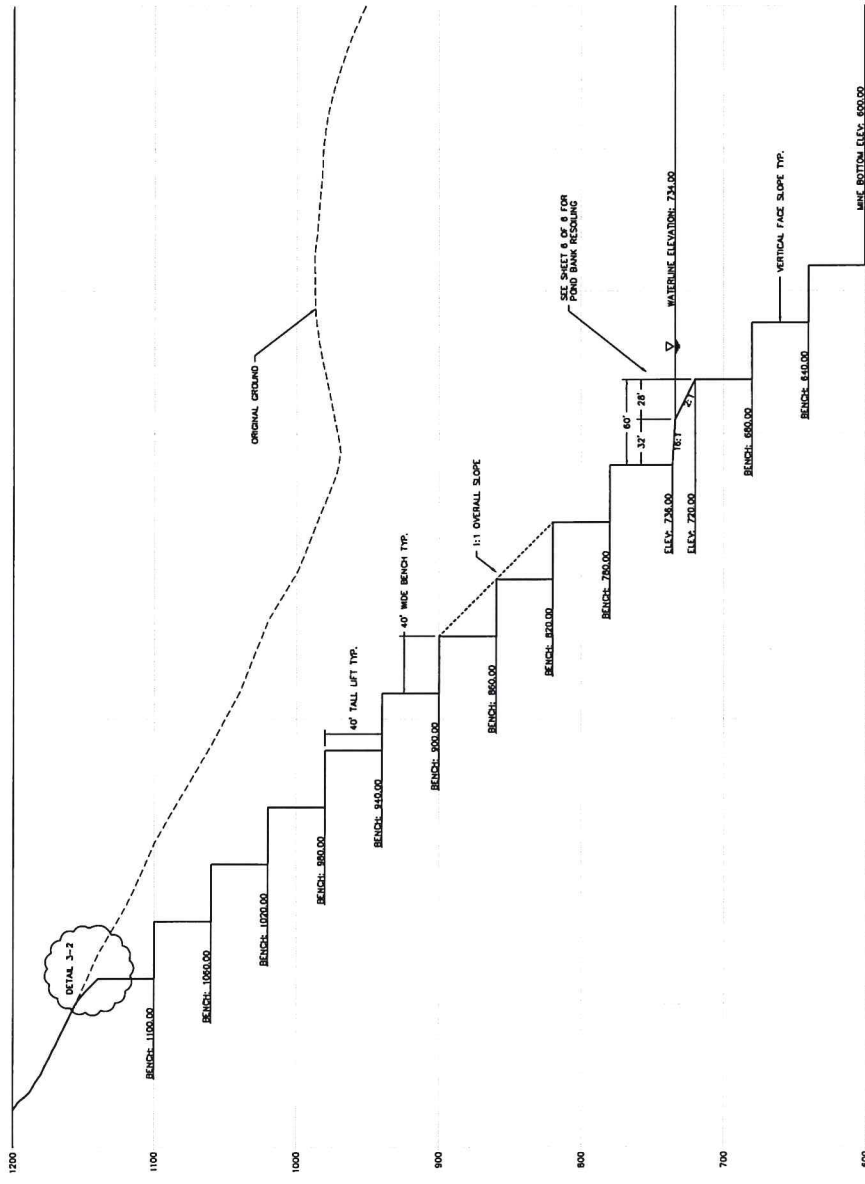 1200
1100
1000
900
800
700
600
DETAIL 3-2
ORIGINAL GROUND
BENCH: 1100.00
BENCH: 1060.00
BENCH: 1020.00
BENCH: 980.00
40' TALL LIFT TYP.
BENCH: 940.00
40' WIDE BENCH TYP.
BENCH: 900.00
1:1 OVERALL SLOPE
BENCH: 860.00
BENCH: 820.00
BENCH: 780.00
SEE SHEET 6 OF 6 FOR
POND BANK RESOILING
60'
32'
28'
WATERLINE ELEVATION: 734.00
ELEV: 736.00
16:1
2:1
ELEV: 720.00
BENCH: 680.00
VERTICAL FACE SLOPE TYP.
BENCH: 640.00
MINE BOTTOM ELEV: 600.00